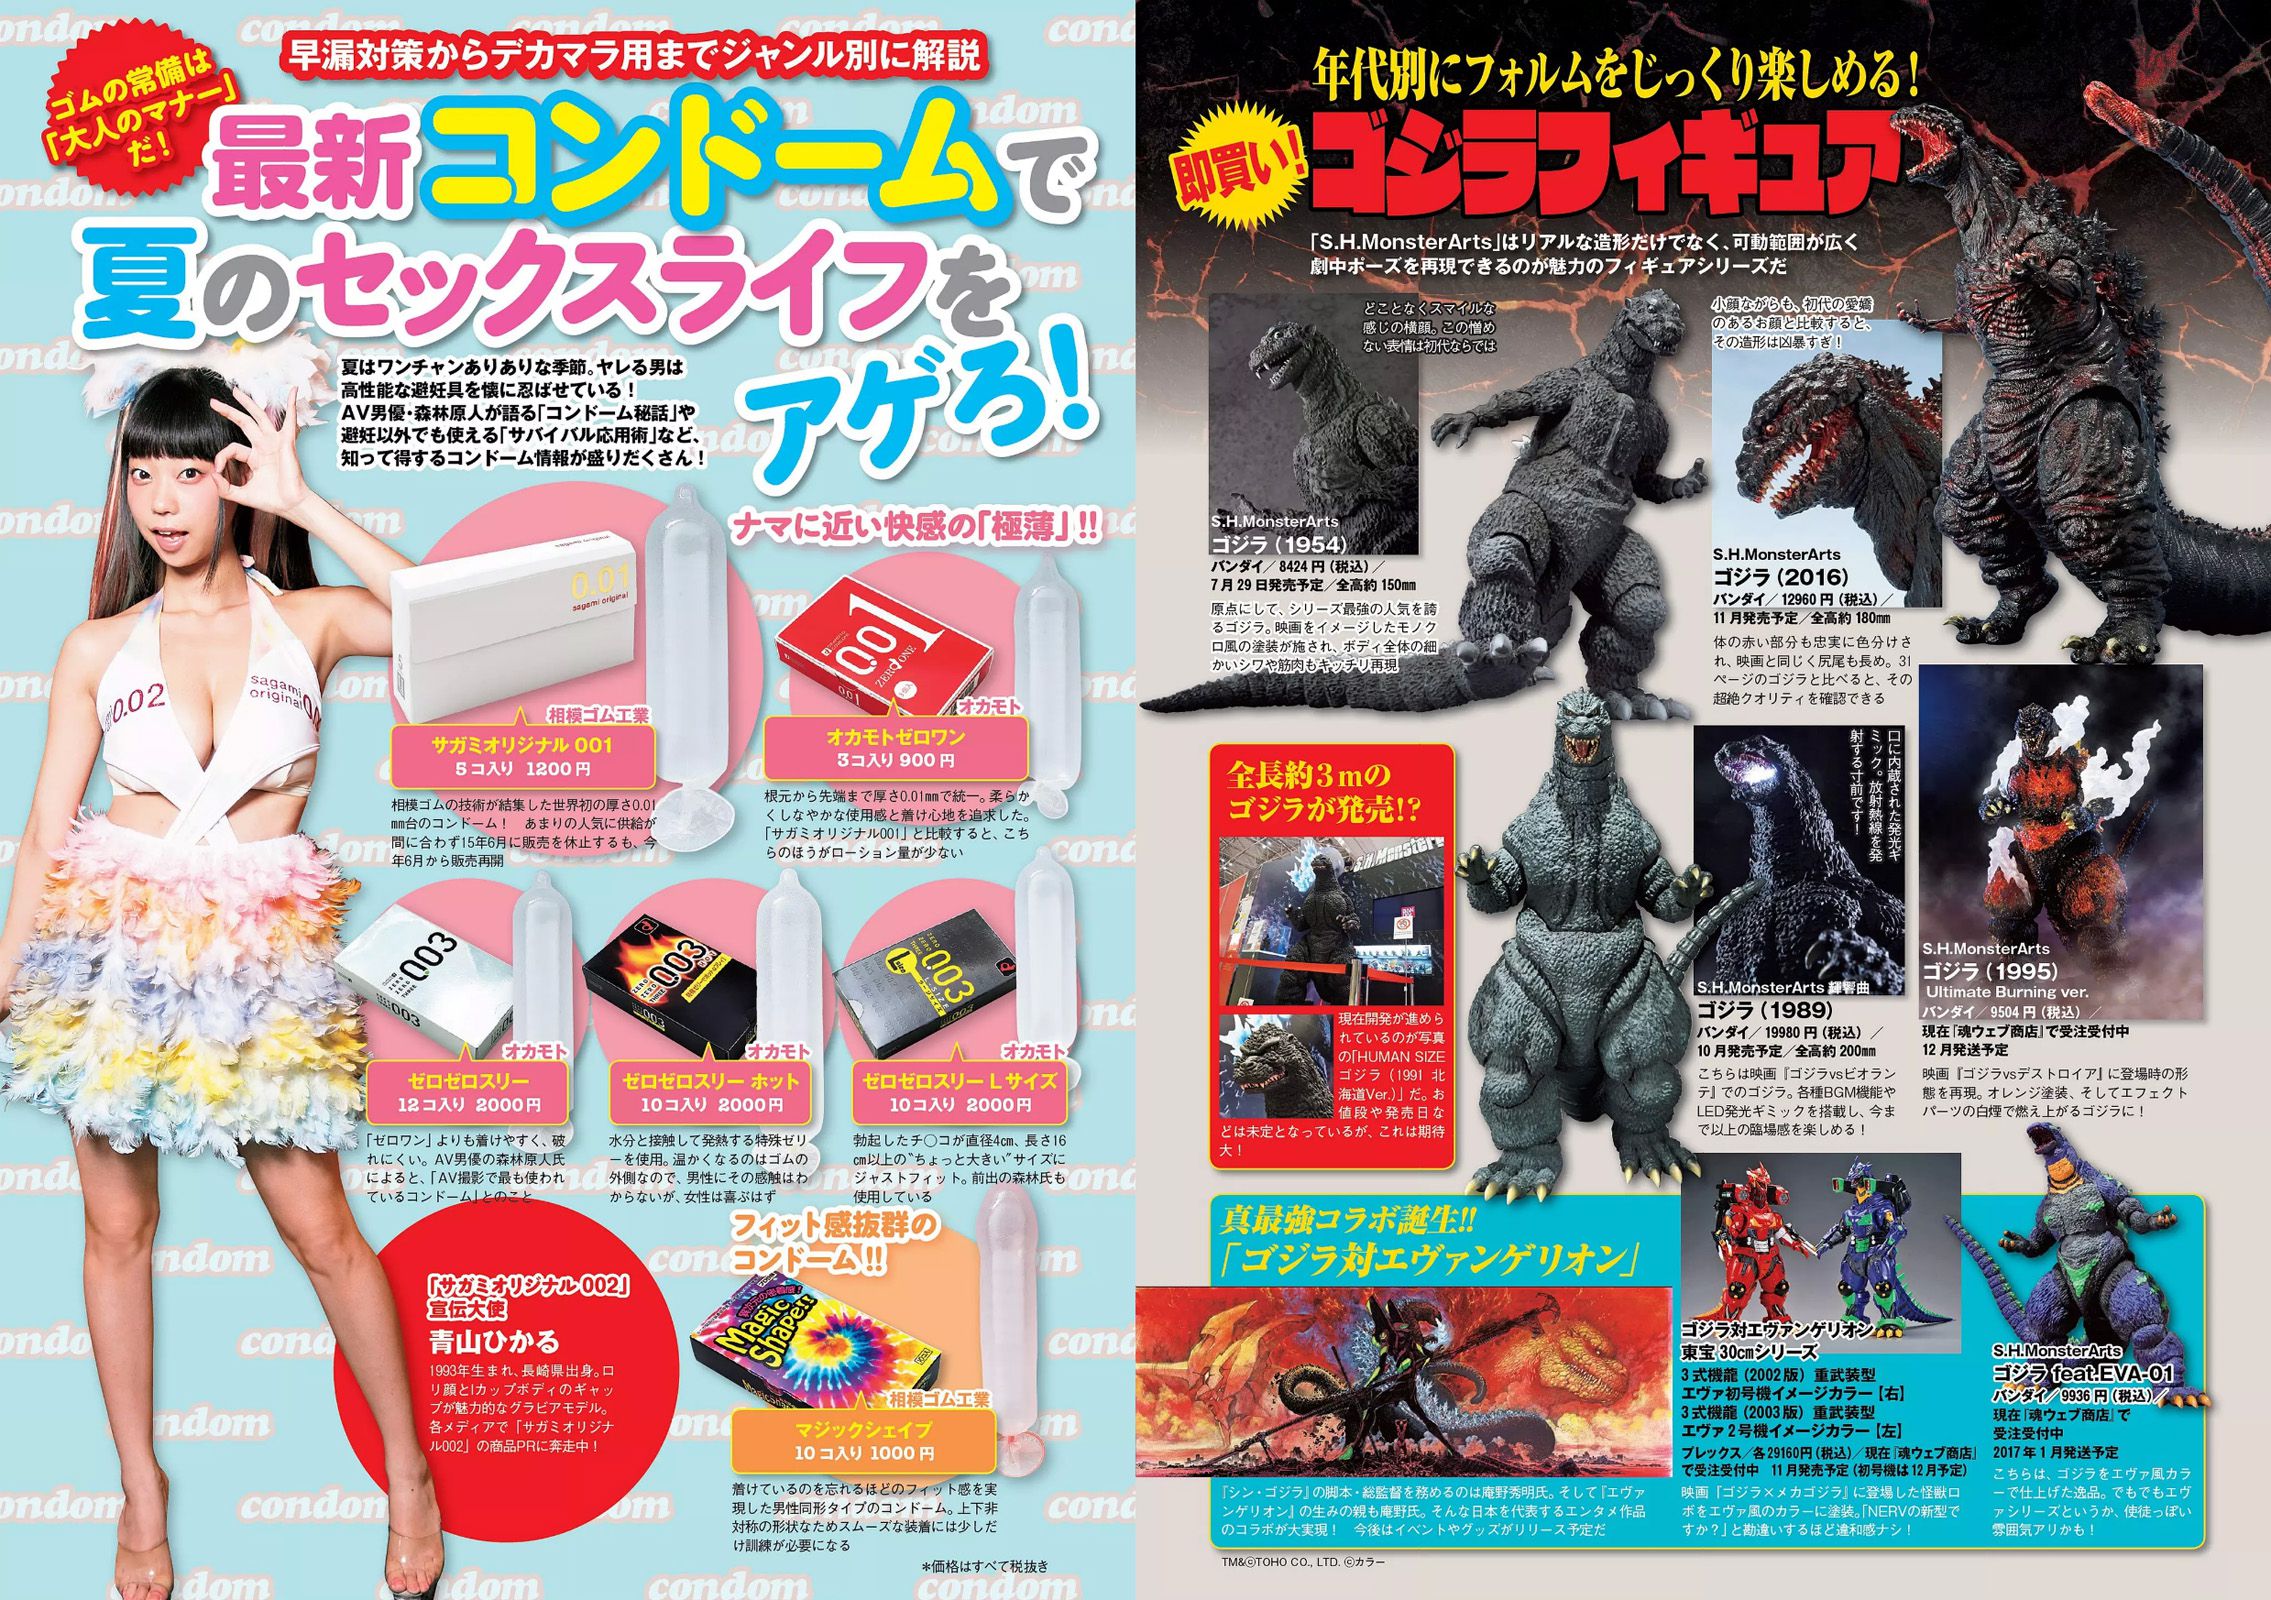 ゴムの常備は
「大人のマナー」
だ!
早漏対策からデカマラ用までジャンル別に解説
最新コンドームで
夏のセックスライフを
アゲろ!
夏はワンチャンありありな季節。ヤレる男は
高性能な避妊具を懐に忍ばせている!
AV男優・森林原人が語る「コンドーム秘話」や
避妊以外でも使える「サバイバル応用術」など、
知って得するコンドーム情報が盛りだくさん!
ナマに近い快感の「極薄」!!
0.01
sagami original
相模ゴム工業
サガミオリジナル 001
5コ入り 1200円
相模ゴムの技術が結集した世界初の厚さ0.01
㎜台のコンドーム! あまりの人気に供給が
間に合わず15年6月に販売を休止するも、今
年6月から販売再開
0.01
ZERO ONE
オカモト
オカモトゼロワン
3コ入り 900円
根元から先端まで厚さ0.01㎜で統一。柔らか
くしなやかな使用感と着け心地を追求した。
「サガミオリジナル001」と比較すると、こち
らのほうがローション量が少ない
0.02
sagami
original
003
オカモト
ゼロゼロスリー
12コ入り 2000円
「ゼロワン」よりも着けやすく、破
れにくい。AV男優の森林原人氏
によると、「AV撮影で最も使われ
ているコンドーム」とのこと
003
オカモト
ゼロゼロスリー ホット
10コ入り 2000円
水分と接触して発熱する特殊ゼリ
ーを使用。温かくなるのはゴムの
外側なので、男性にその感触はわ
からないが、女性は喜ぶはず
003
オカモト
ゼロゼロスリー Lサイズ
10コ入り 2000円
勃起したチ○コが直径4㎝、長さ16
㎝以上の“ちょっと大きい”サイズに
ジャストフィット。前出の森林氏も
使用している
「サガミオリジナル 002」
宣伝大使
青山ひかる
1993年生まれ、長崎県出身。ロ
リ顔とIカップボディのギャッ
プが魅力的なグラビアモデル。
各メディアで「サガミオリジナ
ル002」の商品PRに奔走中!
フィット感抜群の
コンドーム!!
Magic
Shape!!
相模ゴム工業
マジックシェイプ
10コ入り 1000円
着けているのを忘れるほどのフィット感を実
現した男性同形タイプのコンドーム。上下非
対称の形状なためスムーズな装着には少しだ
け訓練が必要になる
*価格はすべて税抜き
年代別にフォルムをじっくり楽しめる!
即買い!
ゴジラフィギュア
「S.H.MonsterArts」はリアルな造形だけでなく、可動範囲が広く
劇中ポーズを再現できるのが魅力のフィギュアシリーズだ
どことなくスマイルな
感じの横顔。この憎め
ない表情は初代ならでは
S.H.MonsterArts
ゴジラ(1954)
バンダイ/8424円(税込)/
7月29日発売予定/全高約150㎜
原点にして、シリーズ最強の人気を誇
るゴジラ。映画をイメージしたモノク
ロ風の塗装が施され、ボディ全体の細
かいシワや筋肉もキッチリ再現
小顔ながらも、初代の愛嬌
のあるお顔と比較すると、
その造形は凶暴すぎ!
S.H.MonsterArts
ゴジラ(2016)
バンダイ/12960円(税込)/
11月発売予定/全高約180㎜
体の赤い部分も忠実に色分けさ
れ、映画と同じく尻尾も長め。31
ページのゴジラと比べると、その
超絶クオリティを確認できる
全長約3mの
ゴジラが発売!?
現在開発が進めら
れているのが写真
の「HUMAN SIZE
ゴジラ(1991 北
海道Ver.)」だ。お
値段や発売日な
どは未定となっているが、これは期待
大!
口に内蔵された発光ギ
ミック。放射熱線を発
射する寸前です!
S.H.MonsterArts 輝響曲
ゴジラ(1989)
バンダイ/19980円(税込)/
10月発売予定/全高約200㎜
こちらは映画『ゴジラvsビオラン
テ』でのゴジラ。各種BGM機能や
LED発光ギミックを搭載し、今ま
で以上の臨場感を楽しめる!
S.H.MonsterArts
ゴジラ(1995)
Ultimate Burning ver.
バンダイ/9504円(税込)/
現在『魂ウェブ商店』で受注受付中
12月発送予定
映画『ゴジラvsデストロイア』に登場時の形
態を再現。オレンジ塗装、そしてエフェクト
パーツの白煙で燃え上がるゴジラに!
真最強コラボ誕生!!
「ゴジラ対エヴァンゲリオン」
『シン・ゴジラ』の脚本・総監督を務めるのは庵野秀明氏。そして『エヴァ
ンゲリオン』の生みの親も庵野氏。そんな日本を代表するエンタメ作品
のコラボが大実現! 今後はイベントやグッズがリリース予定だ
ゴジラ対エヴァンゲリオン
東宝30㎝シリーズ
3式機龍(2002版)重武装型
エヴァ初号機イメージカラー【右】
3式機龍(2003版)重武装型
エヴァ2号機イメージカラー【左】
プレックス/各29160円(税込)/現在『魂ウェブ商店』
で受注受付中 11月発売予定(初号機は12月予定)
映画『ゴジラ×メカゴジラ』に登場した怪獣ロ
ボをエヴァ風のカラーに塗装。「NERVの新型で
すか?」と勘違いするほど違和感ナシ!
S.H.MonsterArts
ゴジラ feat.EVA-01
バンダイ/9936円(税込)/
現在『魂ウェブ商店』で
受注受付中
2017年1月発送予定
こちらは、ゴジラをエヴァ風カラ
ーで仕上げた逸品。でもでもエヴ
ァシリーズというか、使徒っぽい
雰囲気アリかも!
TM&©TOHO CO., LTD. ©カラー